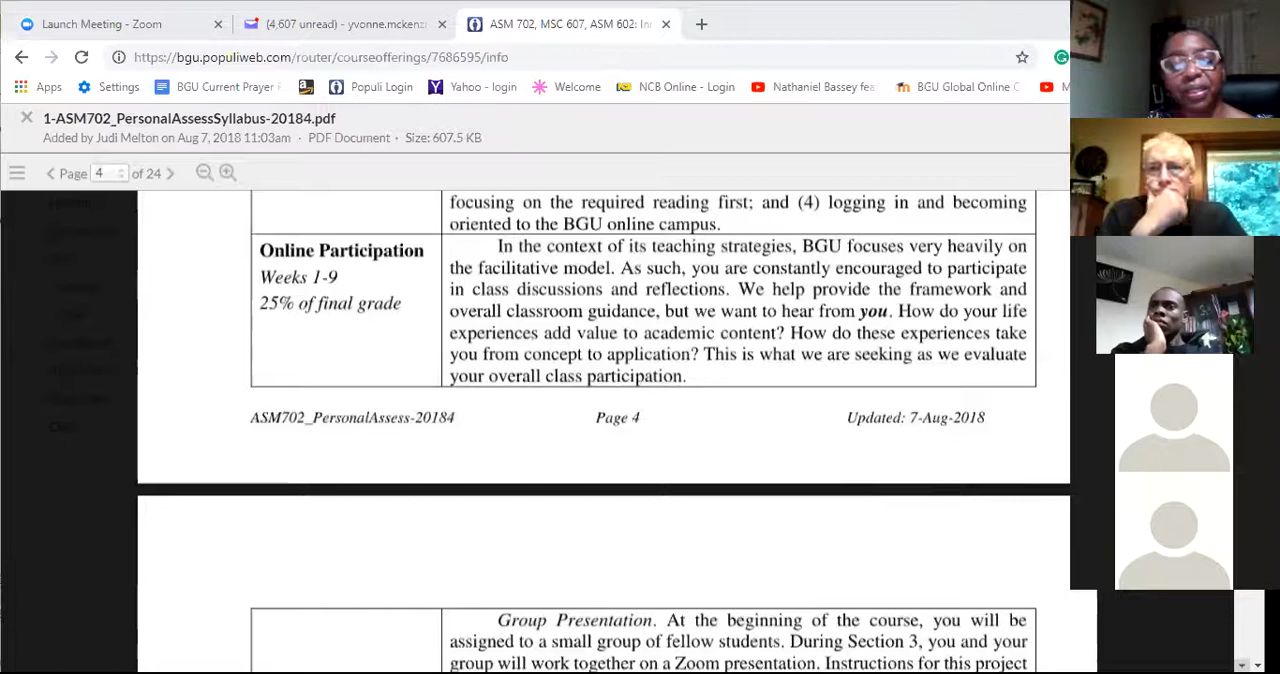 Launch Meeting - Zoom
(4,607 unread) - yvonne.mckenz
ASM 702, MSC 607, ASM 602: In
https://bgu.populiweb.com/router/courseofferings/7686595/info
Apps
Settings
BGU Current Prayer
Populi Login
Yahoo - login
Welcome
NCB Online - Login
Nathaniel Bassey fea
BGU Global Online C
M
1-ASM702_PersonalAssessSyllabus-20184.pdf
Added by Judi Melton on Aug 7, 2018 11:03am · PDF Document · Size: 607.5 KB
Page 4 of 24
focusing on the required reading first; and (4) logging in and becoming
oriented to the BGU online campus.
Online Participation
Weeks 1-9
25% of final grade
In the context of its teaching strategies, BGU focuses very heavily on
the facilitative model. As such, you are constantly encouraged to participate
in class discussions and reflections. We help provide the framework and
overall classroom guidance, but we want to hear from you. How do your life
experiences add value to academic content? How do these experiences take
you from concept to application? This is what we are seeking as we evaluate
your overall class participation.
ASM702_PersonalAssess-20184
Page 4
Updated: 7-Aug-2018
Group Presentation. At the beginning of the course, you will be
assigned to a small group of fellow students. During Section 3, you and your
group will work together on a Zoom presentation. Instructions for this project